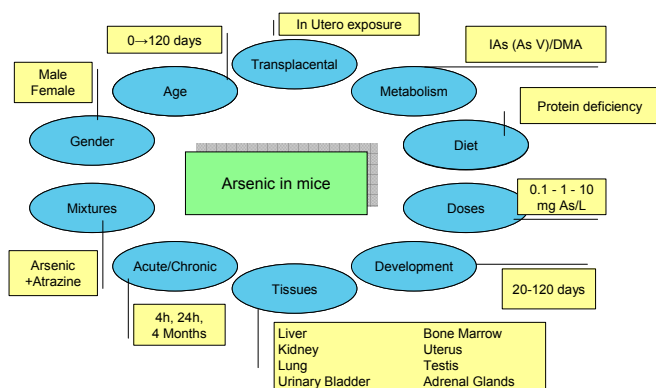 In Utero exposure
0→120 days
Transplacental
IAs (As V)/DMA
Male
Female
Age
Metabolism
Protein deficiency
Gender
Diet
Arsenic in mice
0.1 - 1 - 10
mg As/L
Mixtures
Doses
Arsenic
+Atrazine
Acute/Chronic
Tissues
Development
20-120 days
4h, 24h,
4 Months
Liver Bone Marrow
Kidney Uterus
Lung Testis
Urinary Bladder Adrenal Glands